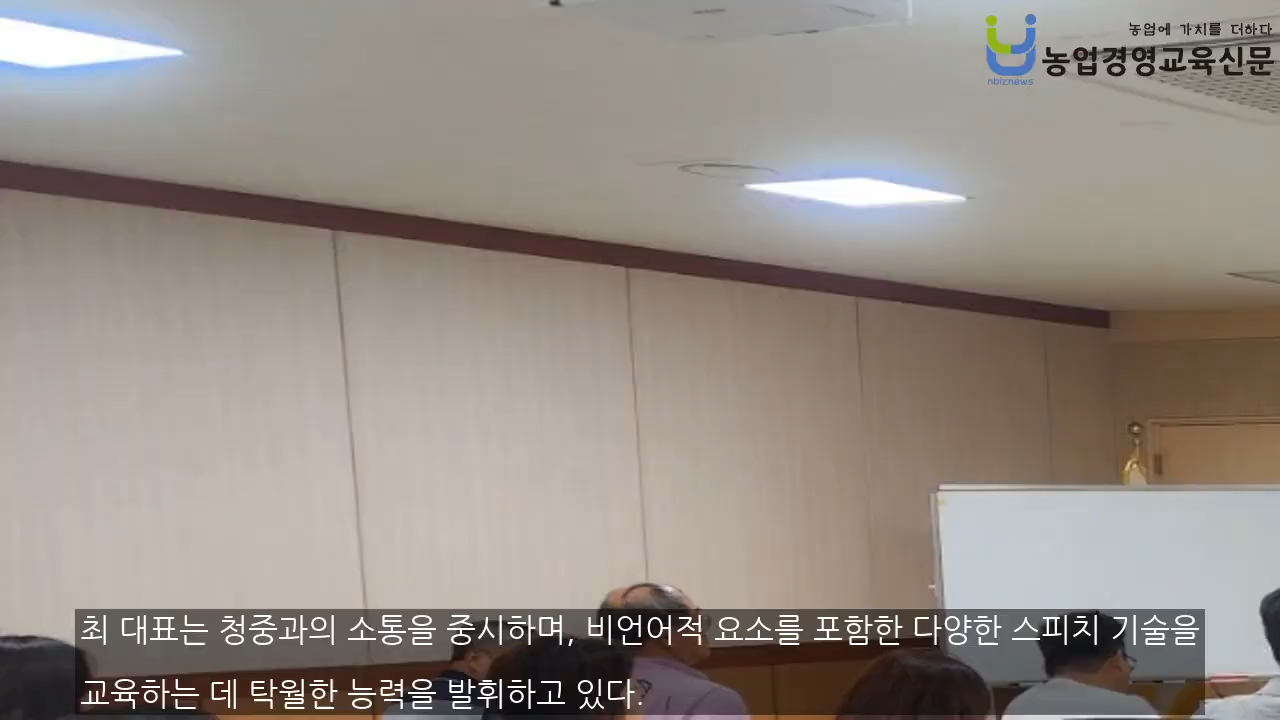 농업에 가치를 더하다
농업경영교육신문
nbiznews
최 대표는 청중과의 소통을 중시하며, 비언어적 요소를 포함한 다양한 스피치 기술을
교육하는 데 탁월한 능력을 발휘하고 있다.